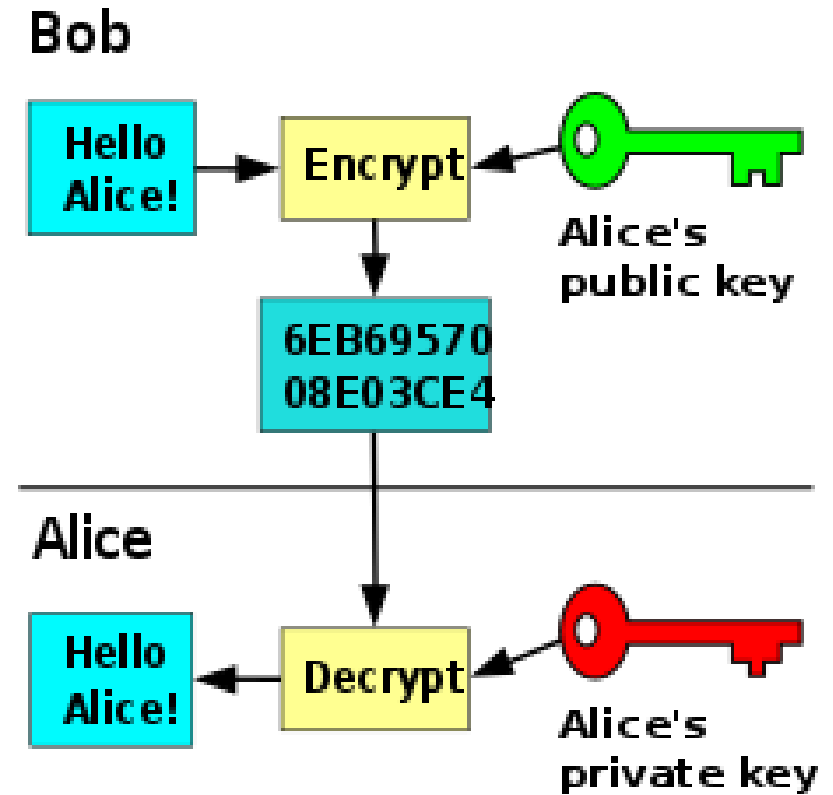 Bob
Hello
Alice!
Encrypt
Alice's
public key
6EB69570
08E03CE4
Alice
Hello
Alice!
Decrypt
Alice's
private key